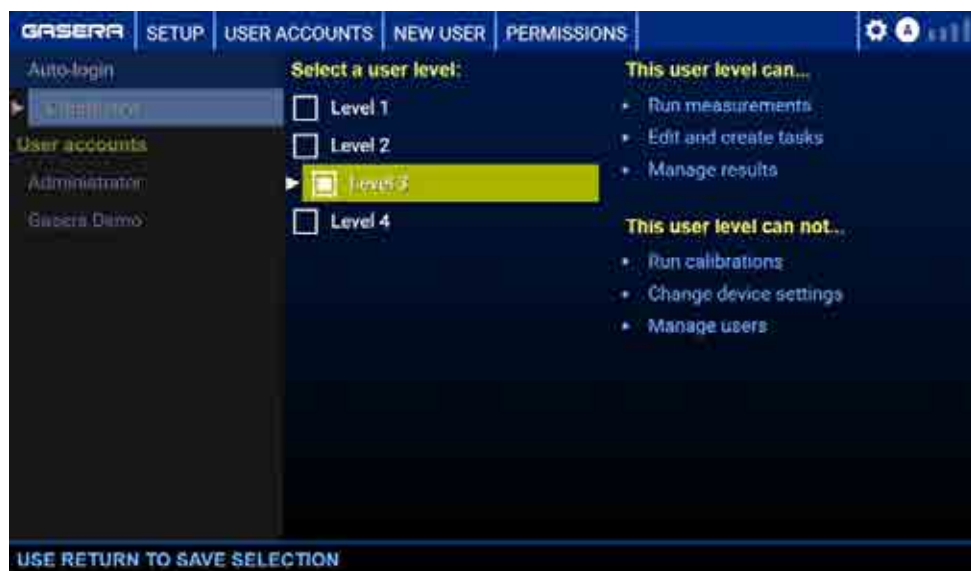 GASERA SETUP USER ACCOUNTS NEW USER PERMISSIONS A
Auto-login
User accounts
Administrator
Gasera Demo
Select a user level:
Level 1
Level 2
Level 3
Level 4
This user level can...
• Run measurements
• Edit and create tasks
• Manage results
This user level can not...
• Run calibrations
• Change device settings
• Manage users
USE RETURN TO SAVE SELECTION